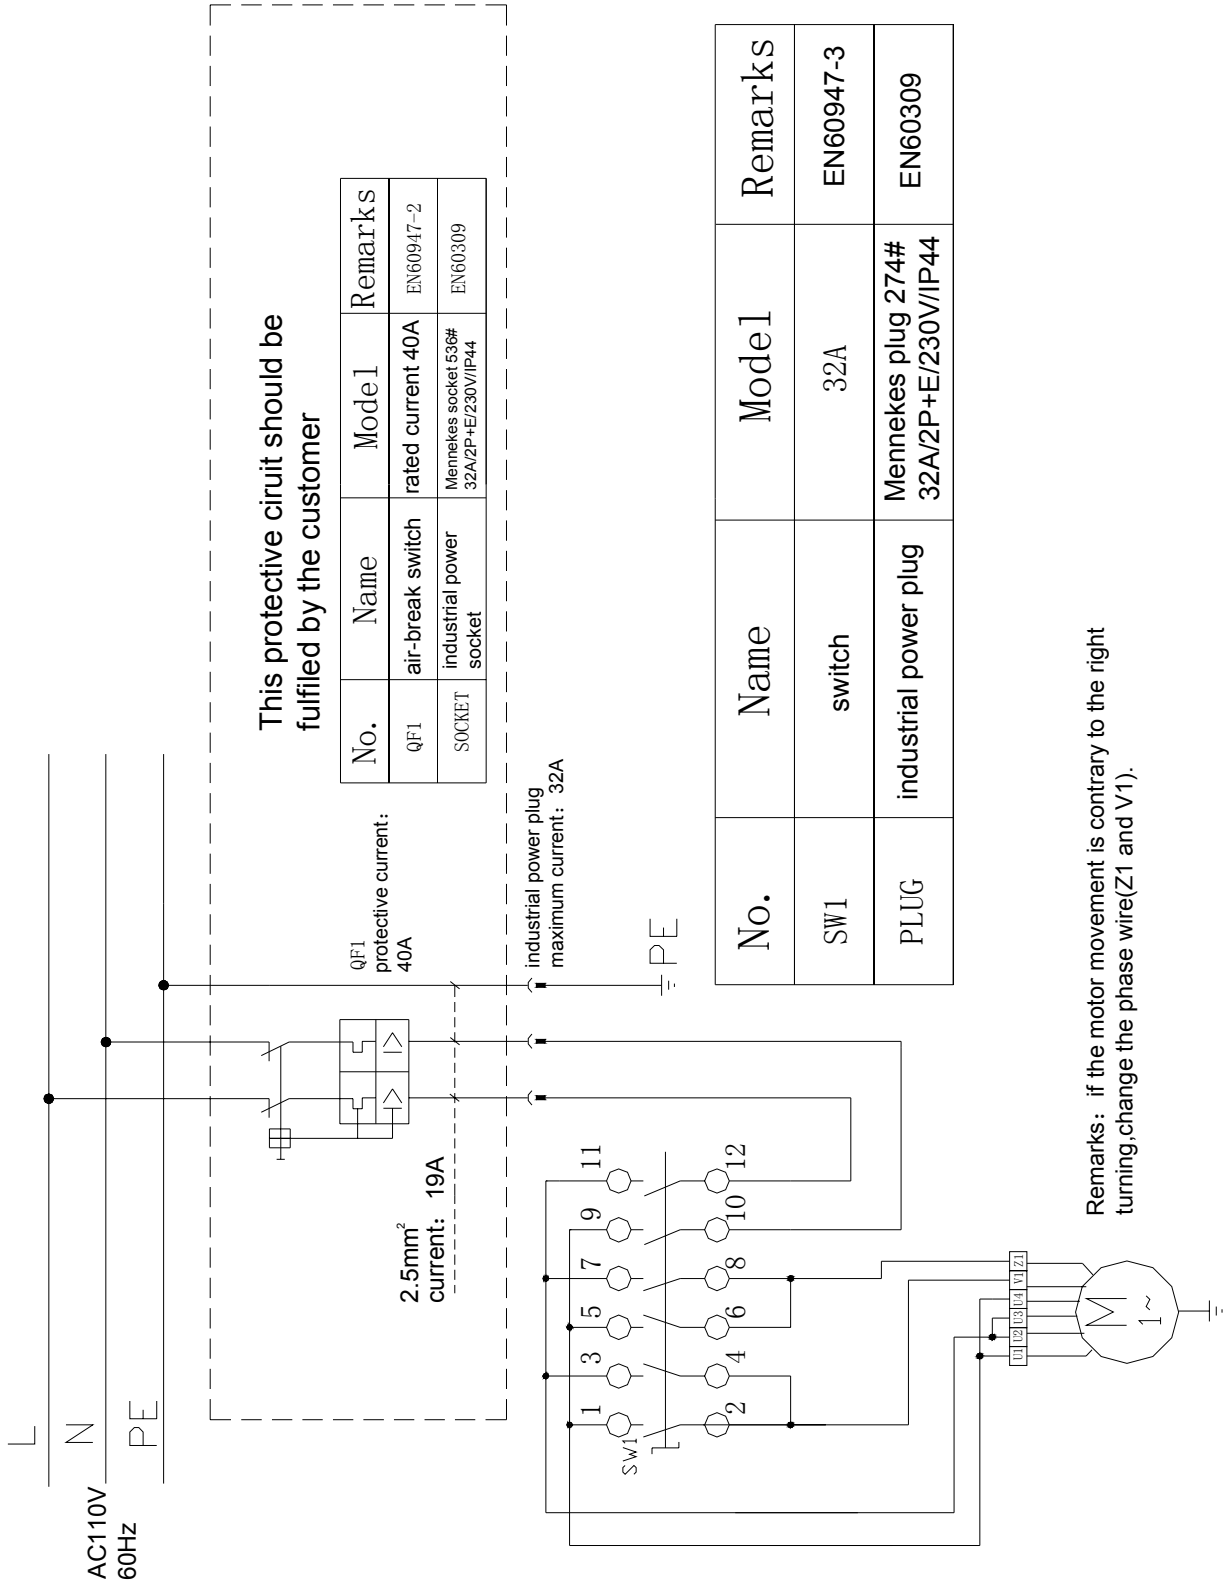 L
N
PE
AC110V
60Hz
This protective ciruit should be
fulfiled by the customer
No. Name Model Remarks
QF1 air-break switch rated current 40A EN60947-2
SOCKET industrial power socket Mennekes socket 536# 32A/2P+E/230V/IP44 EN60309
QF1
protective current:
40A
2.5mm²
current: 19A
industrial power plug
maximum current: 32A
PE
SW1
1 3 5 7 9 11
2 4 6 8 10 12
No. Name Model Remarks
SW1 switch 32A EN60947-3
PLUG industrial power plug Mennekes plug 274# 32A/2P+E/230V/IP44 EN60309
U1 U2 U3 U4 V1 Z1
M
1~
Remarks: if the motor movement is contrary to the right
turning,change the phase wire(Z1 and V1).